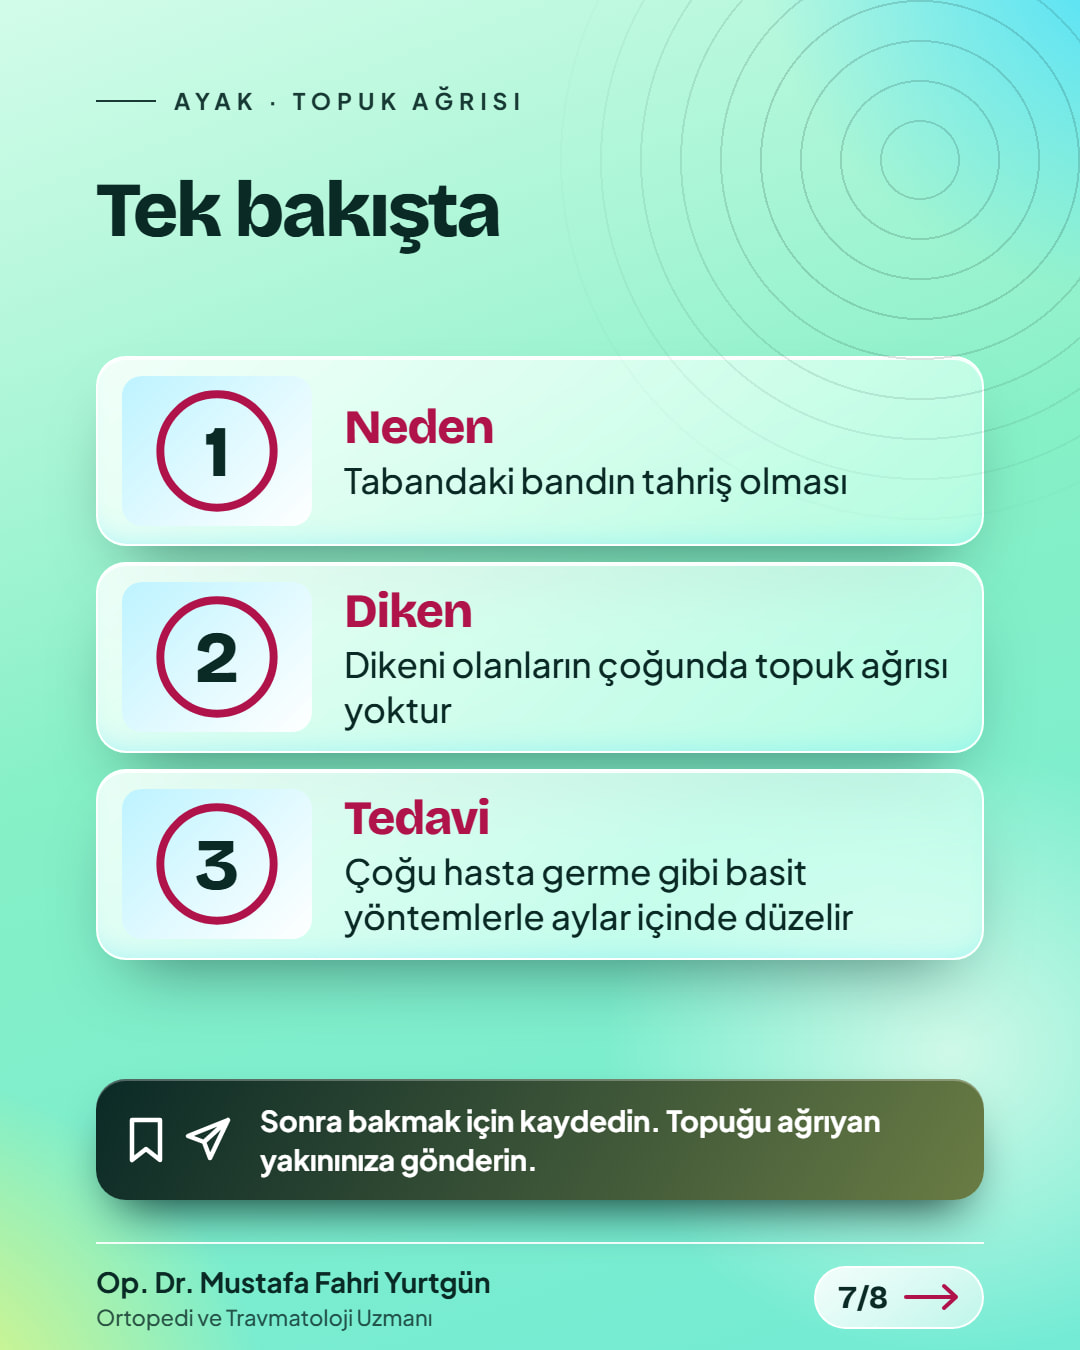 AYAK · TOPUK AĞRISI
Tek bakışta
1
Neden
Tabandaki bandın tahriş olması
2
Diken
Dikeni olanların çoğunda topuk ağrısı
yoktur
3
Tedavi
Çoğu hasta germe gibi basit
yöntemlerle aylar içinde düzelir
Sonra bakmak için kaydedin. Topuğu ağrıyan
yakınınıza gönderin.
Op. Dr. Mustafa Fahri Yurtgün
Ortopedi ve Travmatoloji Uzmanı
7/8